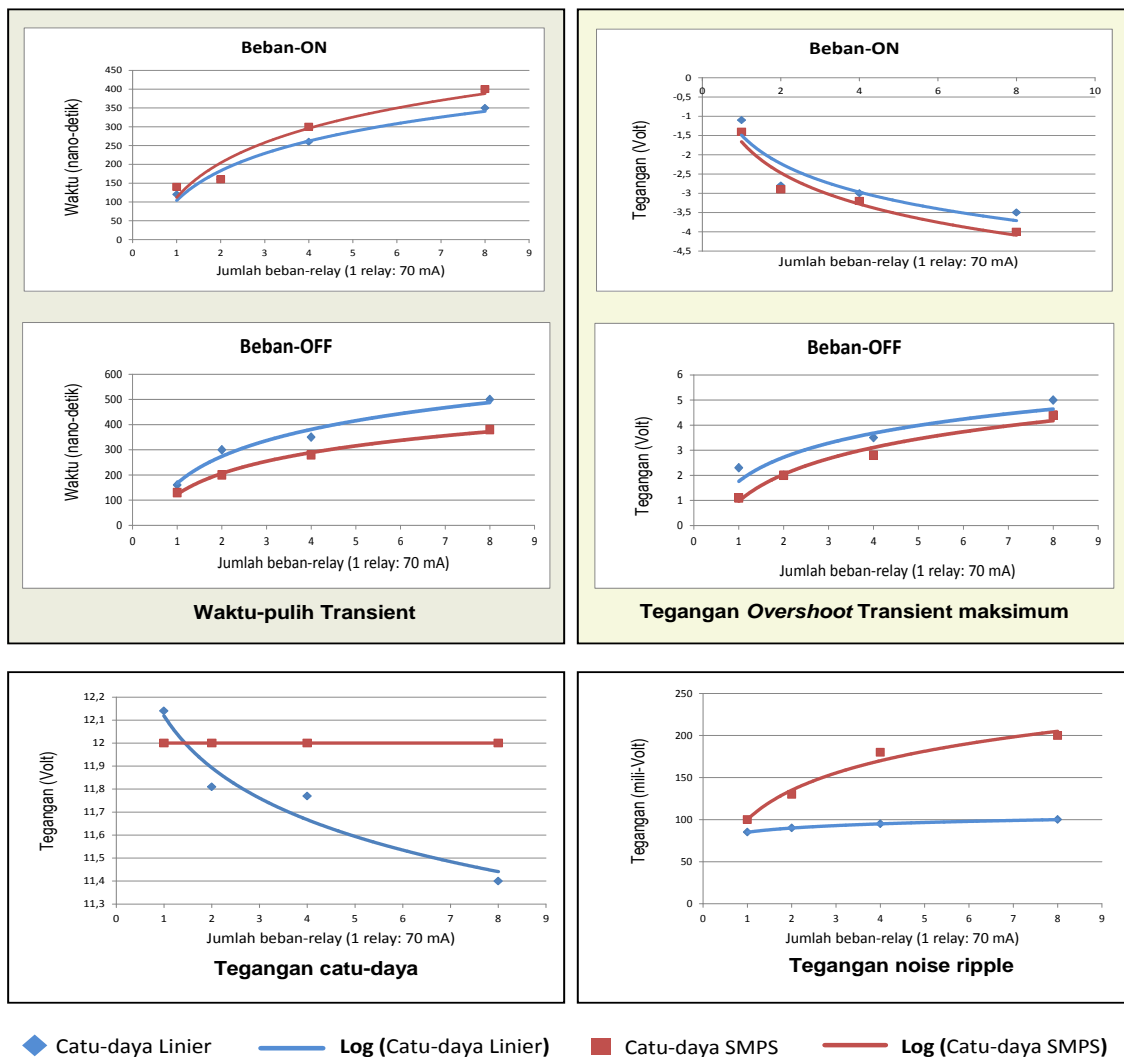 Beban-ON
Waktu (nano-detik)
450
400
350
300
250
200
150
100
50
0
0 1 2 3 4 5 6 7 8 9
Jumlah beban-relay (1 relay: 70 mA)
Beban-OFF
Waktu (nano-detik)
600
500
400
300
200
100
0
0 1 2 3 4 5 6 7 8 9
Jumlah beban-relay (1 relay: 70 mA)
Waktu-pulih Transient
Beban-ON
Tegangan (Volt)
0 2 4 6 8 10
0
-0,5
-1
-1,5
-2
-2,5
-3
-3,5
-4
-4,5
Jumlah beban-relay (1 relay: 70 mA)
Beban-OFF
Tegangan (Volt)
6
5
4
3
2
1
0
0 1 2 3 4 5 6 7 8 9
Jumlah beban-relay (1 relay: 70 mA)
Tegangan Overshoot Transient maksimum
Tegangan (Volt)
12,2
12,1
12
11,9
11,8
11,7
11,6
11,5
11,4
11,3
0 1 2 3 4 5 6 7 8 9
Jumlah beban-relay (1 relay: 70 mA)
Tegangan catu-daya
Tegangan (mili-Volt)
250
200
150
100
50
0
0 1 2 3 4 5 6 7 8 9
Jumlah beban-relay (1 relay: 70 mA)
Tegangan noise ripple
Catu-daya Linier Log (Catu-daya Linier) Catu-daya SMPS Log (Catu-daya SMPS)